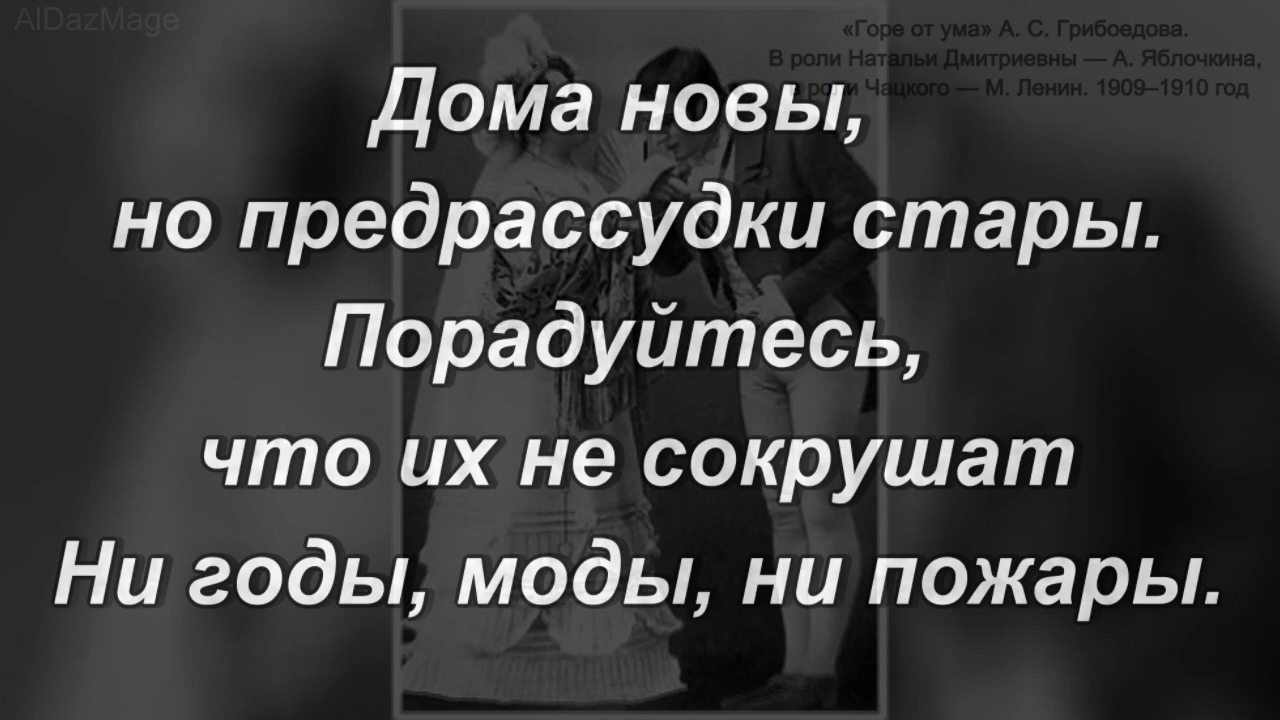 AlDazMage
«Горе от ума» А. С. Грибоедова.
В роли Натальи Дмитриевны — А. Яблочкина,
в роли Чацкого — М. Ленин. 1909–1910 год
Дома новы,
но предрассудки стары.
Порадуйтесь,
что их не сокрушат
Ни годы, моды, ни пожары.